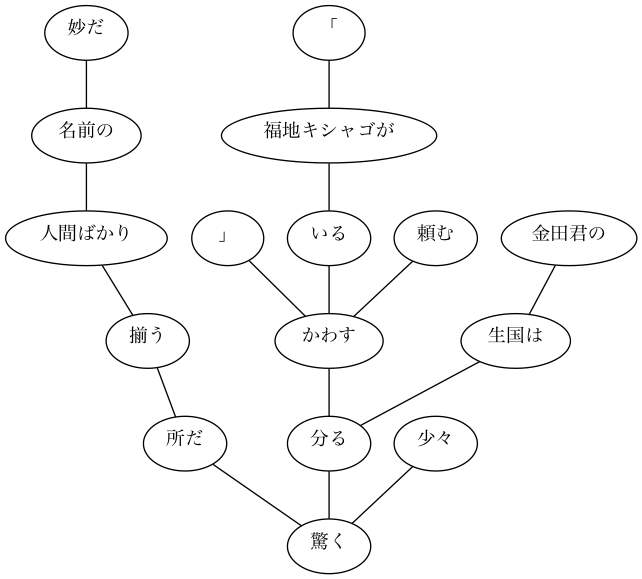 妙だ
「
名前の
福地キシャゴが
人間ばかり
」
いる
頼む
金田君の
揃う
かわす
生国は
所だ
分る
少々
驚く